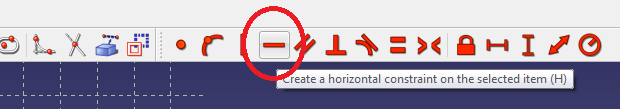 Create a horizontal constraint on the selected item (H)